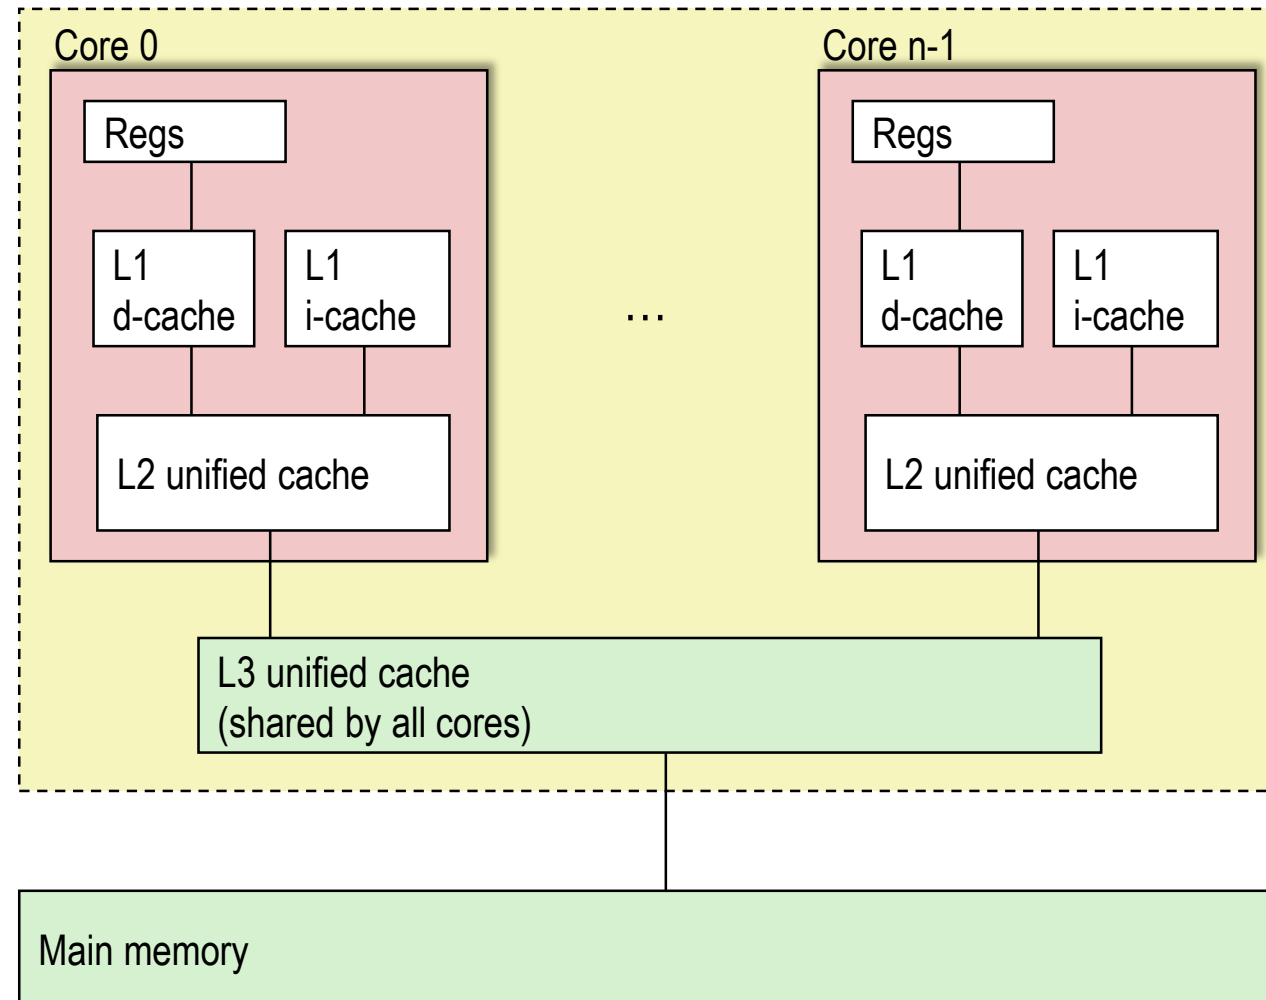 Core 0
Regs
L1
d-cache
L1
i-cache
L2 unified cache
…
Core n-1
Regs
L1
d-cache
L1
i-cache
L2 unified cache
L3 unified cache
(shared by all cores)
Main memory